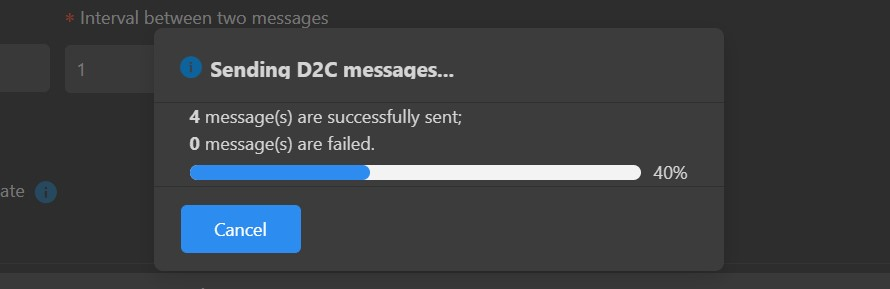 * Interval between two messages
1
Sending D2C messages...
4 message(s) are successfully sent;
0 message(s) are failed.
40%
ate
Cancel